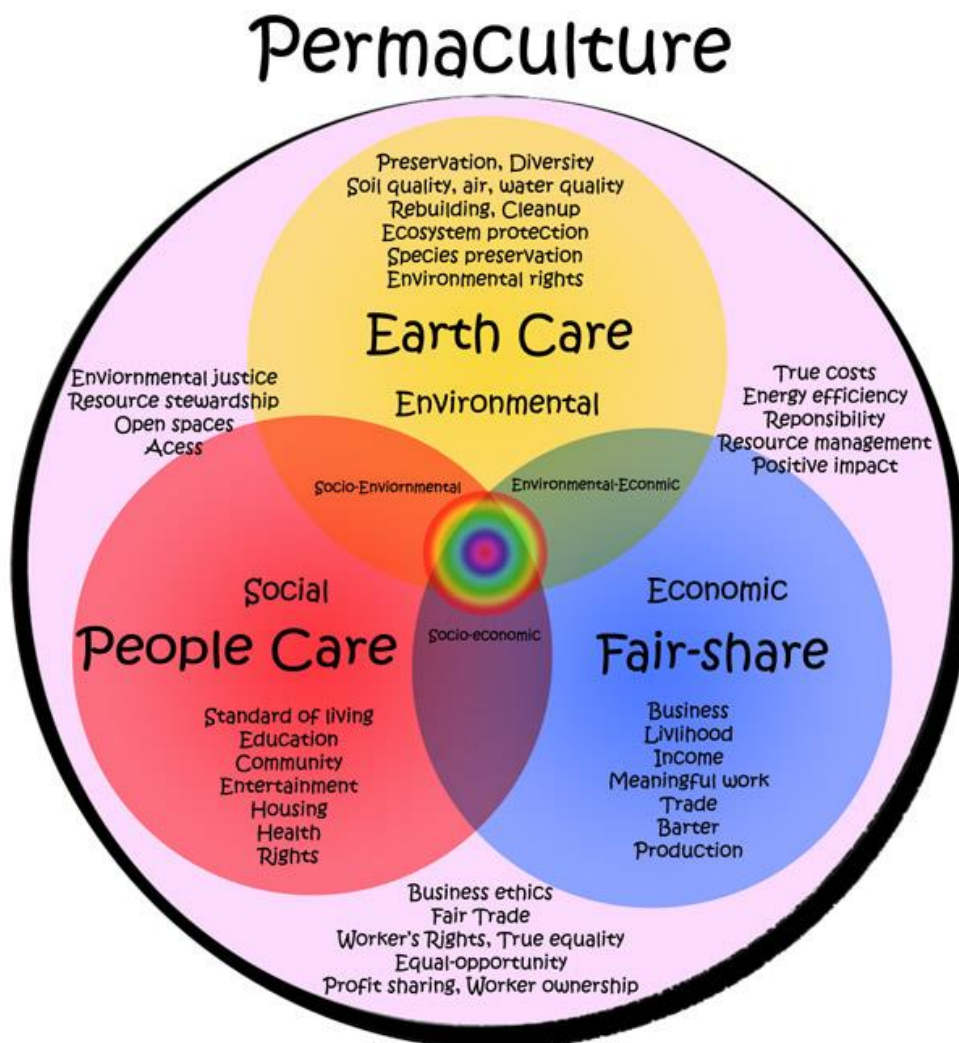 Permaculture
Preservation, Diversity
Soil quality, air, water quality
Rebuilding, Cleanup
Ecosystem protection
Species preservation
Environmental rights
Earth Care
Environmental
Enviornmental justice
Resource stewardship
Open spaces
Acess
True costs
Energy efficiency
Reponsibility
Resource management
Positive impact
Socio-Enviornmental
Environmental-Econmic
Social
People Care
Socio-economic
Economic
Fair-share
Standard of living
Education
Community
Entertainment
Housing
Health
Rights
Business
Livlihood
Income
Meaningful work
Trade
Barter
Production
Business ethics
Fair Trade
Worker's Rights, True equality
Equal-opportunity
Profit sharing, Worker ownership